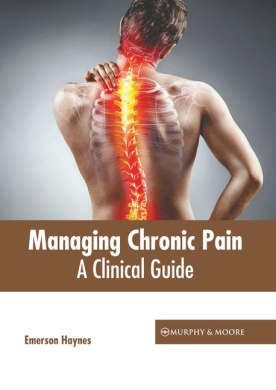 Managing Chronic Pain
A Clinical Guide
Emerson Haynes
MURPHY & MOORE